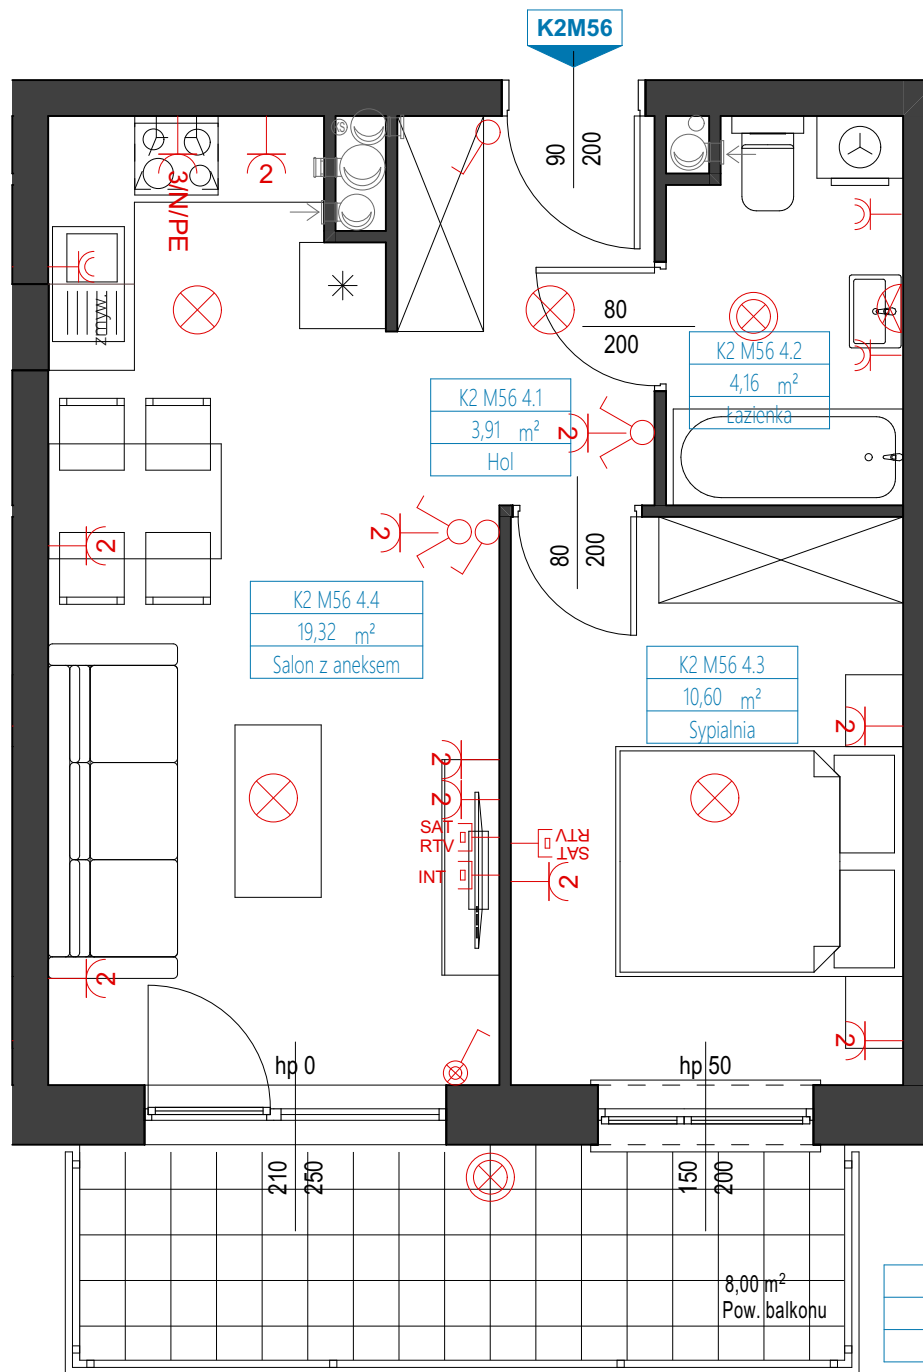 K2M56
90
200
KS
3/N/PE
2
zmyw.
80
200
K2 M56 4.2
4,16 m²
Łazienka
K2 M56 4.1
3,91 m²
Hol
2
2
2
80
200
K2 M56 4.4
19,32 m²
Salon z aneksem
K2 M56 4.3
10,60 m²
Sypialnia
2
2
2
SAT
RTV
INT
RTV
SAT
2
2
2
hp 0
hp 50
210
250
150
200
8,00 m²
Pow. balkonu